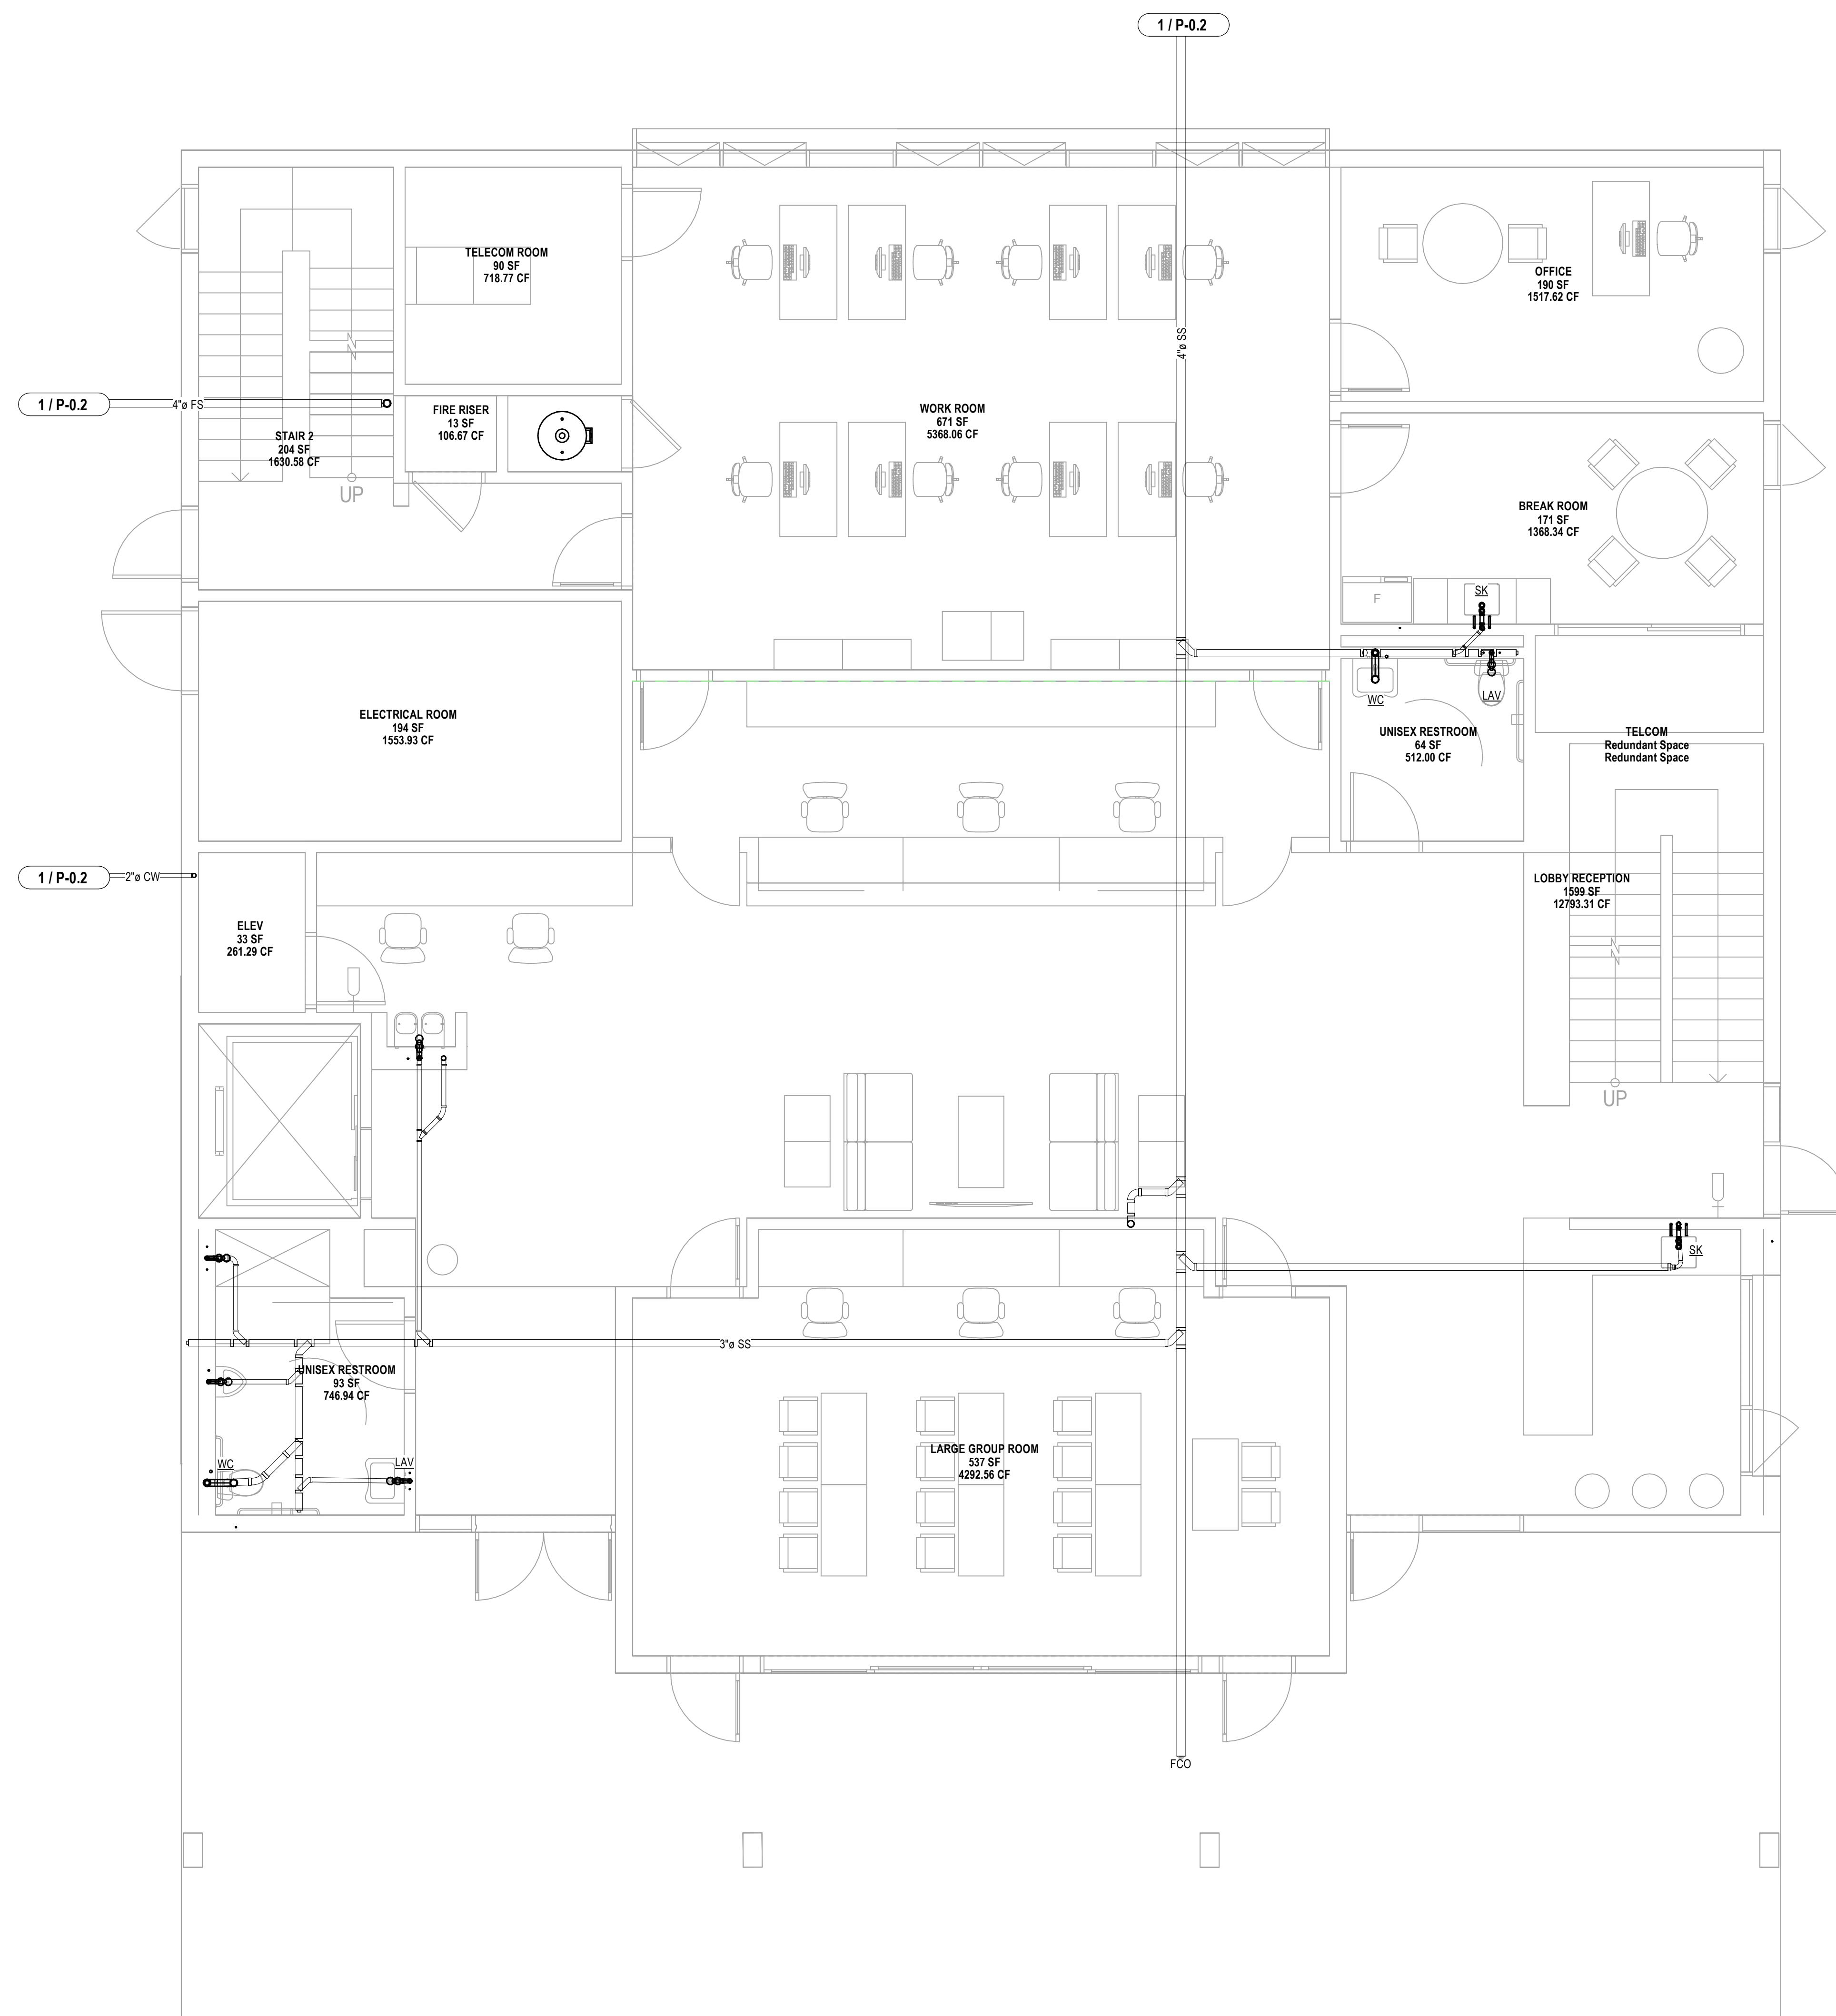 1 / P-0.2
TELECOM ROOM
90 SF
718.77 CF
OFFICE
190 SF
1517.62 CF
4"ø SS
1 / P-0.2
4"ø FS
FIRE RISER
13 SF
106.67 CF
WORK ROOM
671 SF
5368.06 CF
STAIR 2
204 SF
1630.58 CF
UP
BREAK ROOM
171 SF
1368.34 CF
SK
F
WC
LAV
ELECTRICAL ROOM
194 SF
1553.93 CF
UNISEX RESTROOM
64 SF
512.00 CF
TELCOM
Redundant Space
Redundant Space
1 / P-0.2
2"ø CW
LOBBY RECEPTION
1599 SF
12793.31 CF
ELEV
33 SF
261.29 CF
UP
SK
3"ø SS
UNISEX RESTROOM
93 SF
746.94 CF
WC
LAV
LARGE GROUP ROOM
537 SF
4292.56 CF
FCO